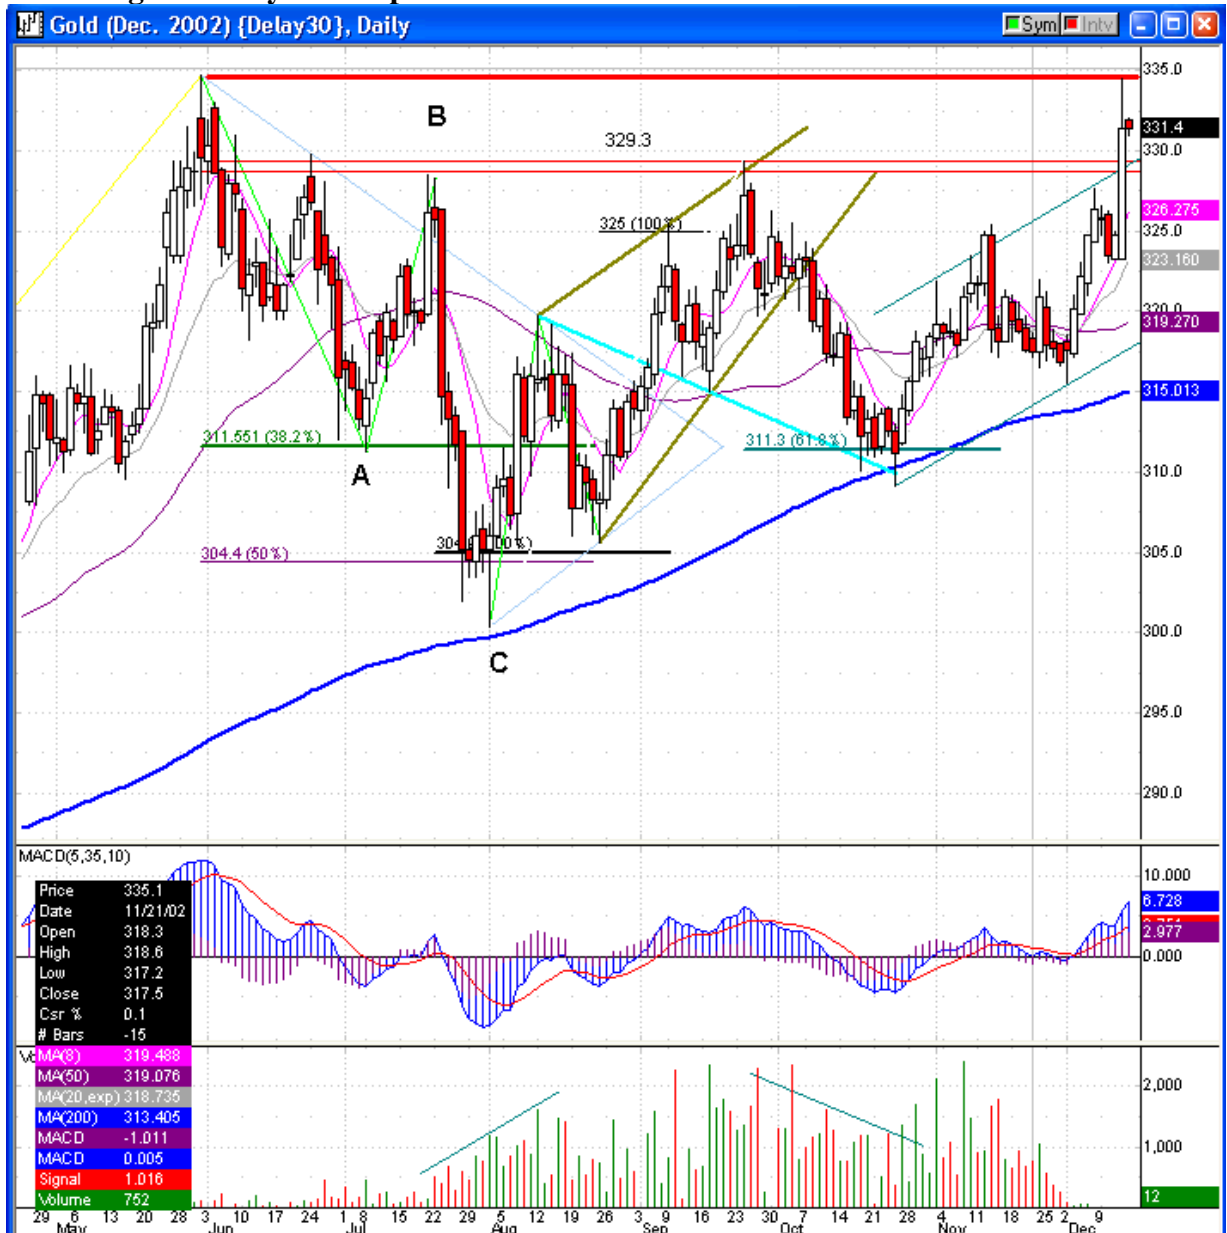 Gold (Dec. 2002) {Delay30}, Daily
Sym Intv
335.0
331.4
330.0
326.275
325.0
323.160
320.0
319.270
315.013
310.0
305.0
300.0
295.0
290.0
B
329.3
325 (100%)
311.551 (38.2%)
A
311.3 (61.8%)
304.4 (50%)
C
MACD(5,35,10)
10.000
6.728
2.977
0.000
Price 335.1
Date 11/21/02
Open 318.3
High 318.6
Low 317.2
Close 317.5
Csr % 0.1
# Bars -15
MA(8) 319.488
MA(50) 319.076
MA(20,exp) 318.735
MA(200) 313.405
MACD -1.011
MACD 0.005
Signal 1.016
Volume 752
2,000
1,000
12
29 6 13 20 28 3 10 17 24 1 8 15 22 29 5 12 19 26 3 9 16 23 30 7 14 21 28 4 11 18 25 2 9
May Jun Jul Aug Sep Oct Nov Dec